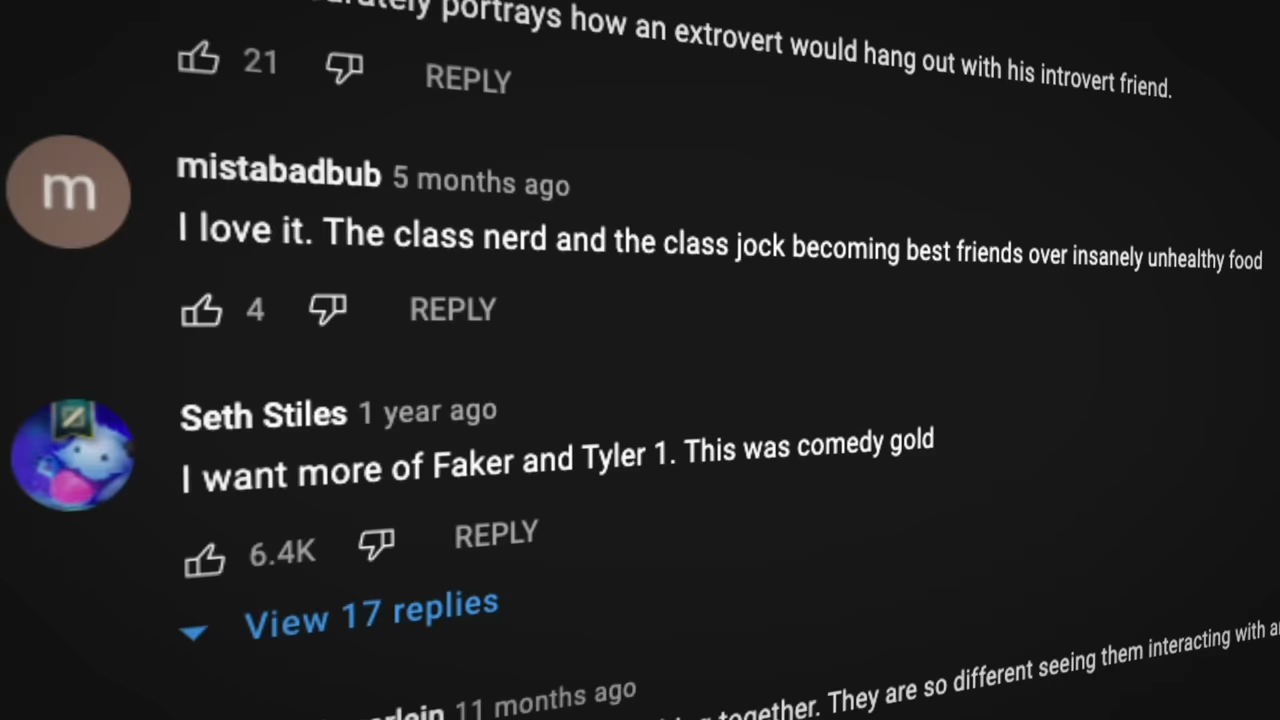 portrays how an extrovert would hang out with his introvert friend.
21 REPLY
m
mistabadbub 5 months ago
I love it. The class nerd and the class jock becoming best friends over insanely unhealthy food
4 REPLY
Seth Stiles 1 year ago
I want more of Faker and Tyler 1. This was comedy gold
6.4K REPLY
View 17 replies
11 months ago
together. They are so different seeing them interacting with